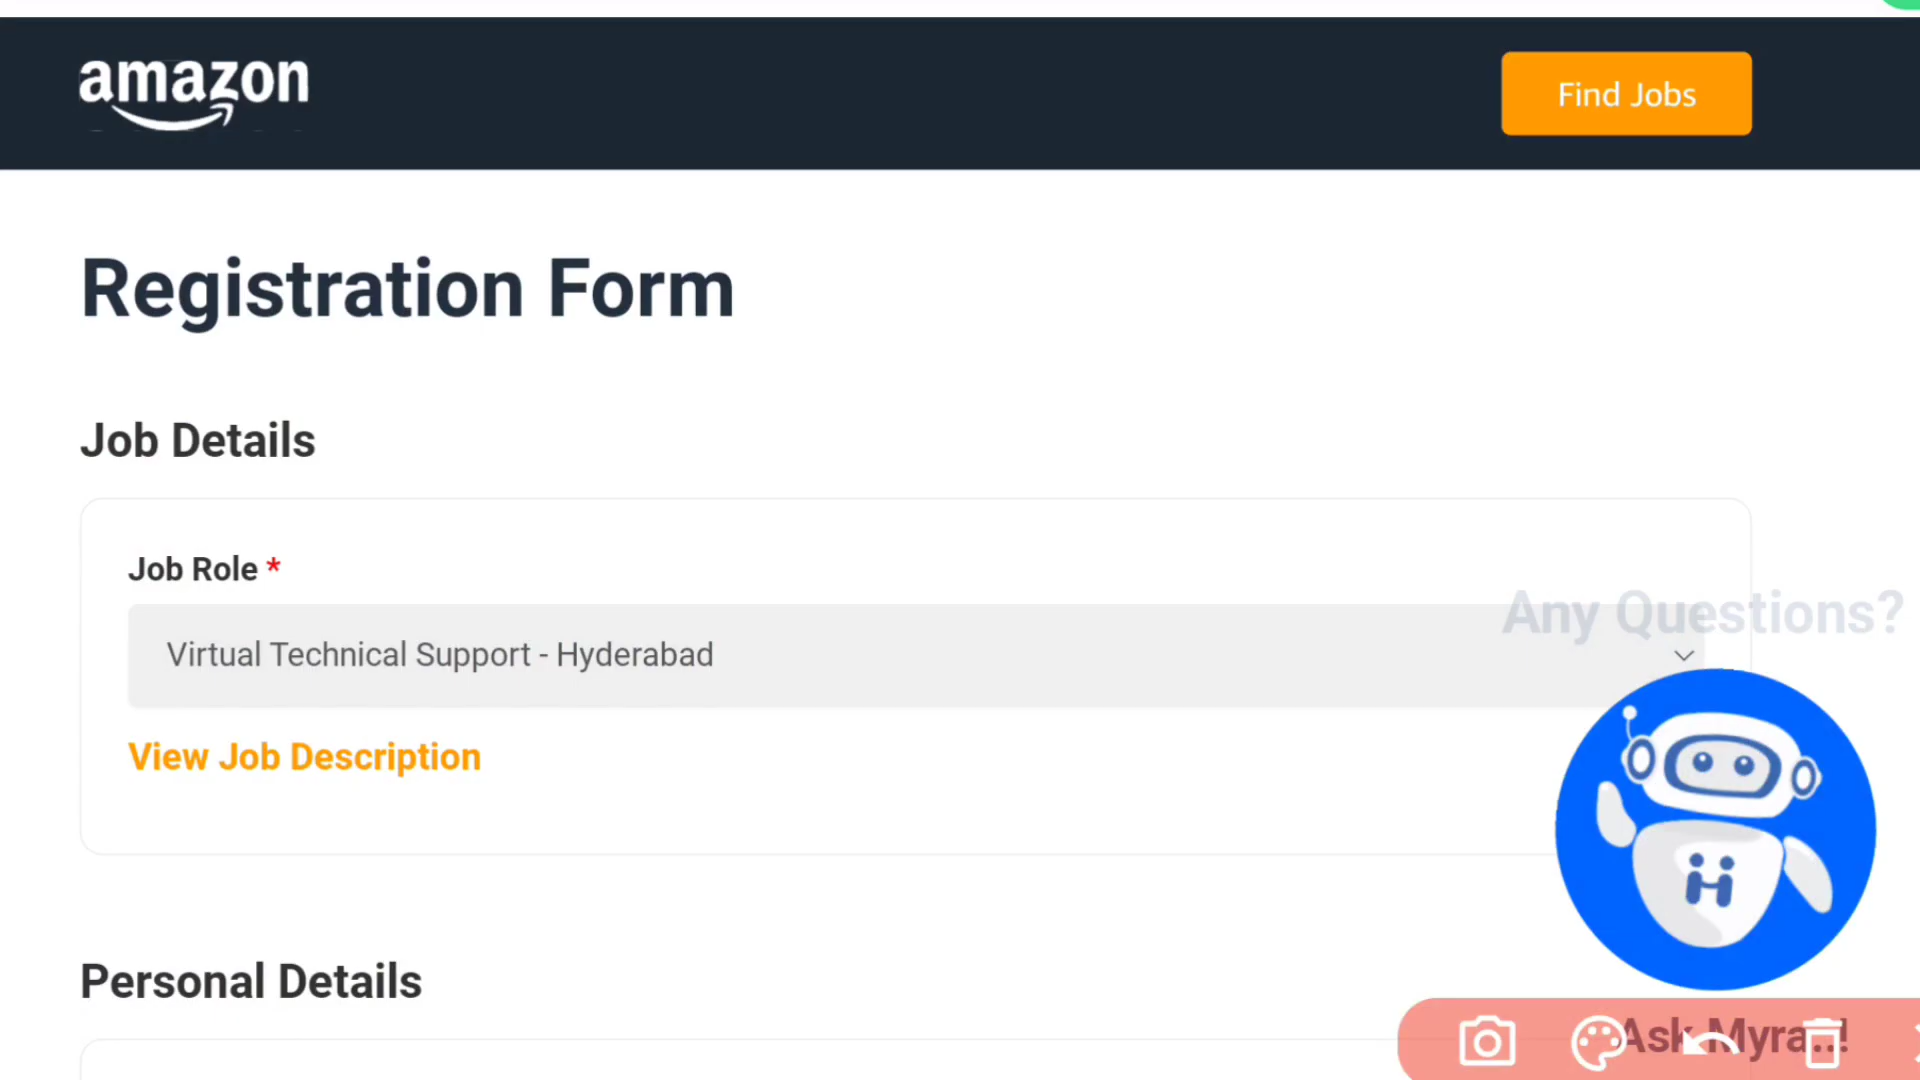 amazon
Find Jobs
Registration Form
Job Details
Job Role *
Any Questions?
Virtual Technical Support - Hyderabad
View Job Description
Personal Details
Ask Myra..!